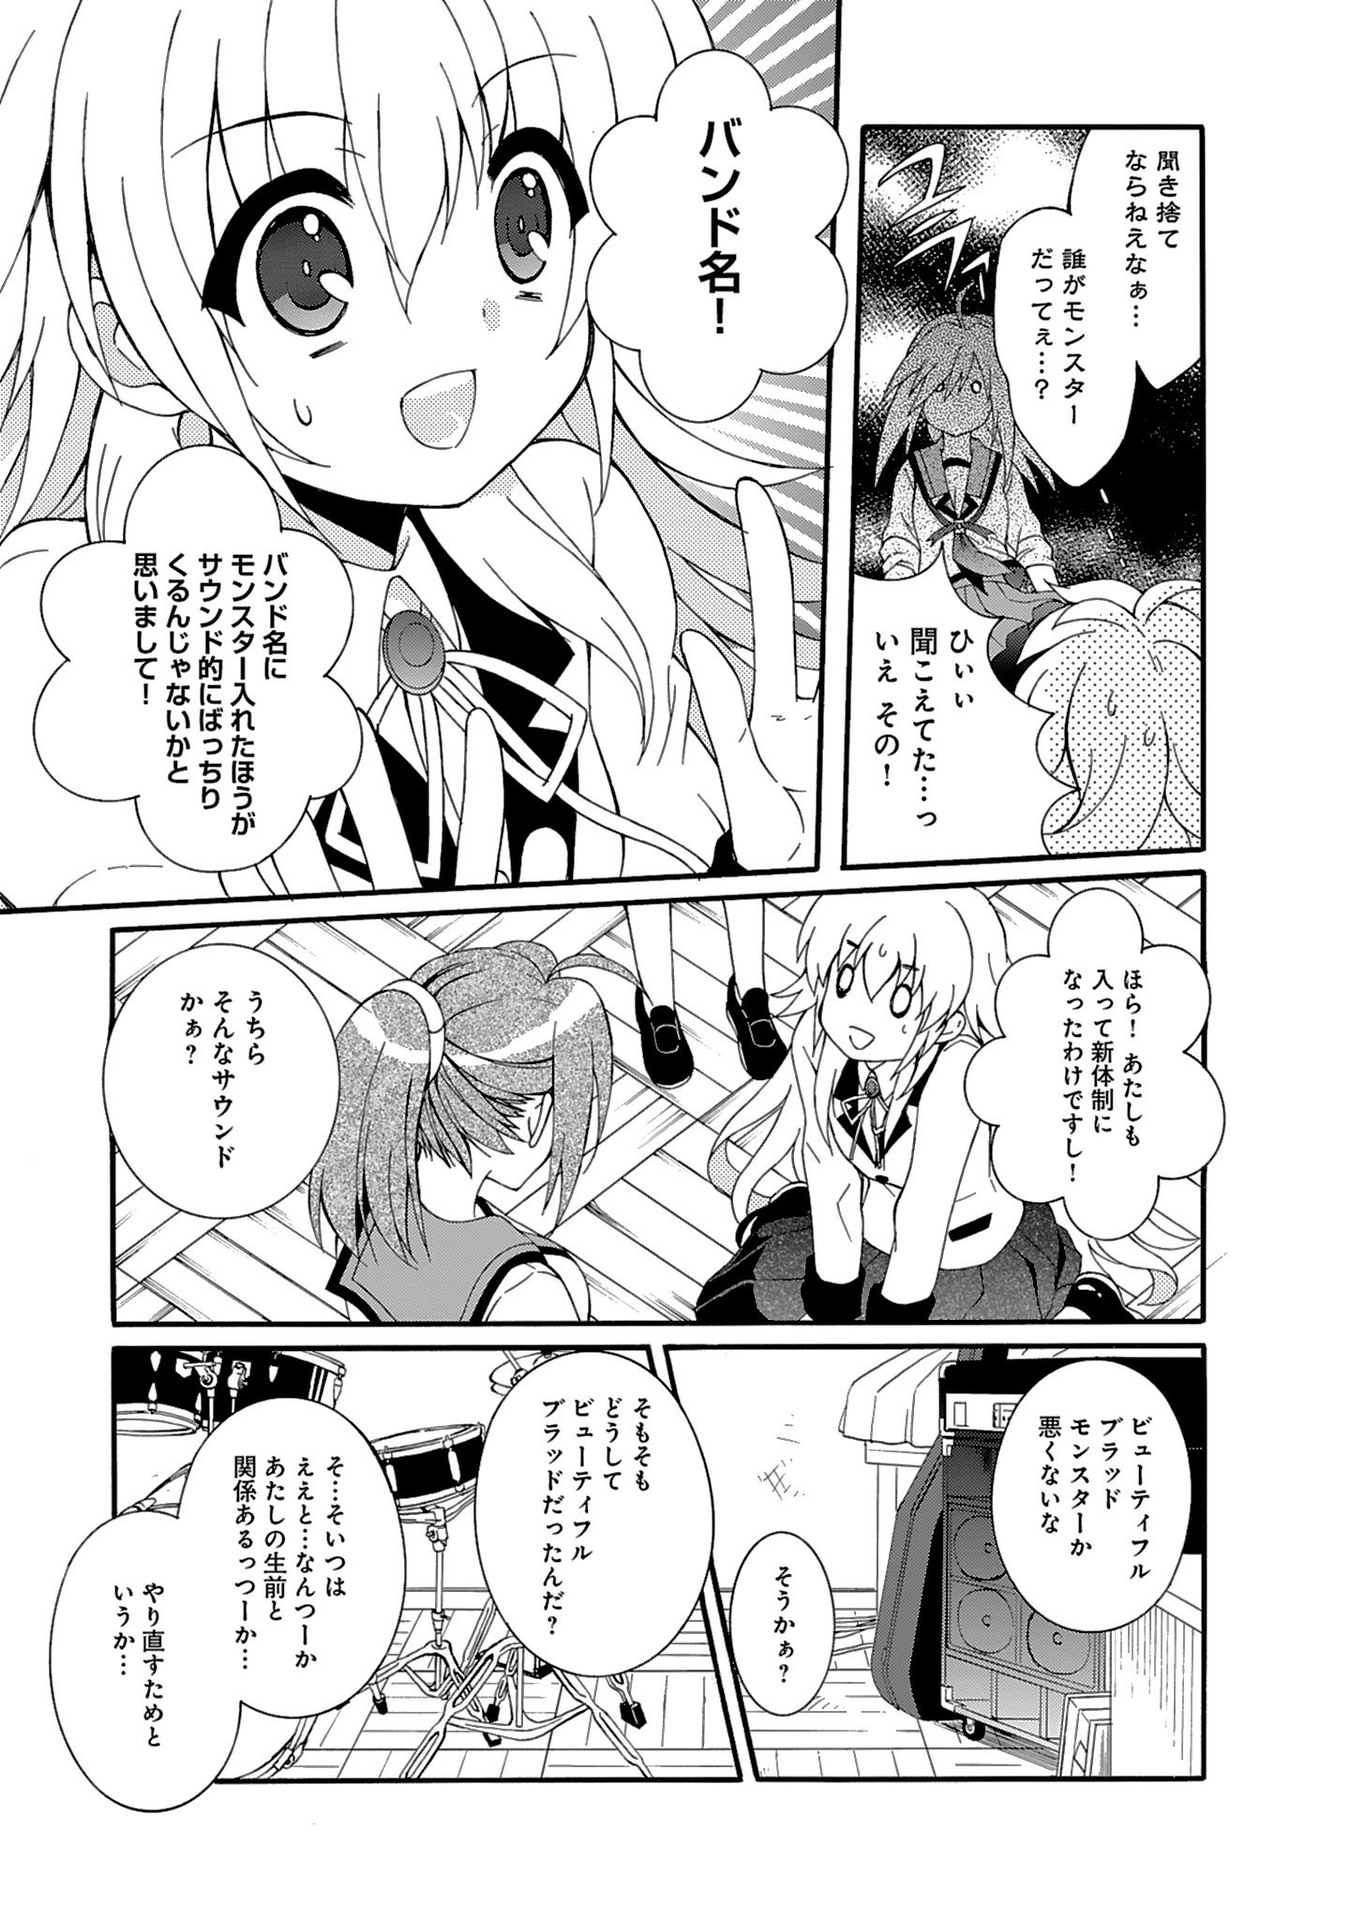 聞き捨て
ならねえなぁ…
誰がモンスター
だってぇ…?
ひぃぃ
聞こえてた…っ
いえ その!
バンド名!
バンド名に
モンスター入れたほうが
サウンド的にばっちり
くるんじゃないかと
思いまして!
ほら!あたしも
入って新体制に
なったわけですし!
うちら
そんなサウンド
かぁ?
ビューティフル
ブラッド
モンスターか
悪くないな
そうかぁ?
そもそも
どうして
ビューティフル
ブラッドだったんだ?
そ…そいつは
ええと…なんつーか
あたしの生前と
関係あるっつーか…
やり直すためと
いうか…